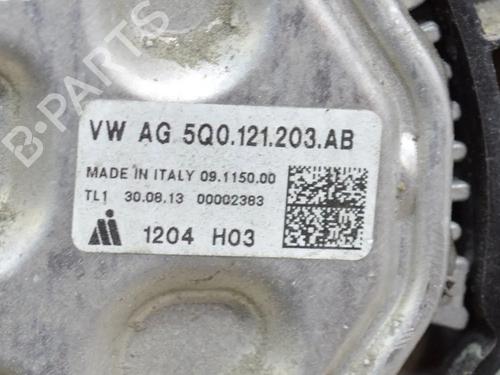 VW AG 5Q0.121.203.AB
MADE IN ITALY 09.1150.00
TL1 30.08.13 00002383
1204 H03
B-PARTS